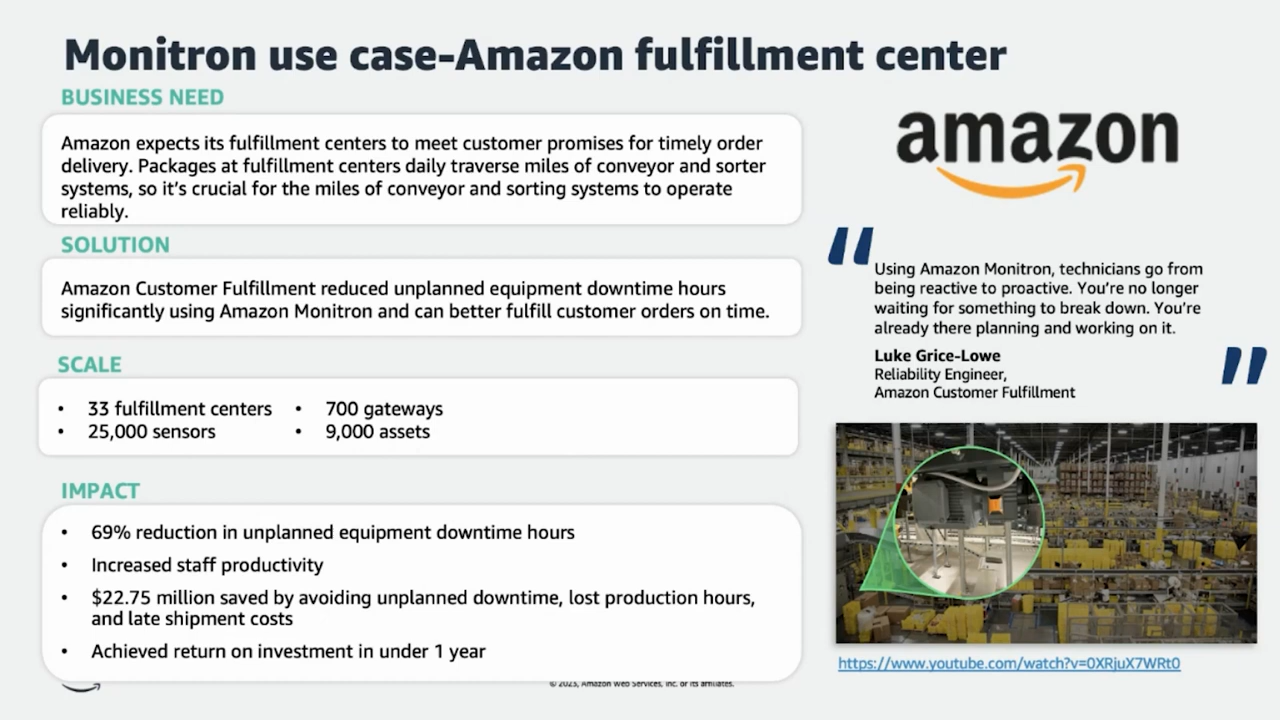 Monitron use case-Amazon fulfillment center
BUSINESS NEED
Amazon expects its fulfillment centers to meet customer promises for timely order
delivery. Packages at fulfillment centers daily traverse miles of conveyor and sorter
systems, so it's crucial for the miles of conveyor and sorting systems to operate
reliably.
SOLUTION
Amazon Customer Fulfillment reduced unplanned equipment downtime hours
significantly using Amazon Monitron and can better fulfill customer orders on time.
SCALE
• 33 fulfillment centers • 700 gateways
• 25,000 sensors • 9,000 assets
IMPACT
• 69% reduction in unplanned equipment downtime hours
• Increased staff productivity
• $22.75 million saved by avoiding unplanned downtime, lost production hours,
and late shipment costs
• Achieved return on investment in under 1 year
© 2023, Amazon Web Services, Inc. or its affiliates.
amazon
"Using Amazon Monitron, technicians go from
being reactive to proactive. You're no longer
waiting for something to break down. You're
already there planning and working on it.
Luke Grice-Lowe
Reliability Engineer,
Amazon Customer Fulfillment"
https://www.youtube.com/watch?v=0XRjuX7WRt0